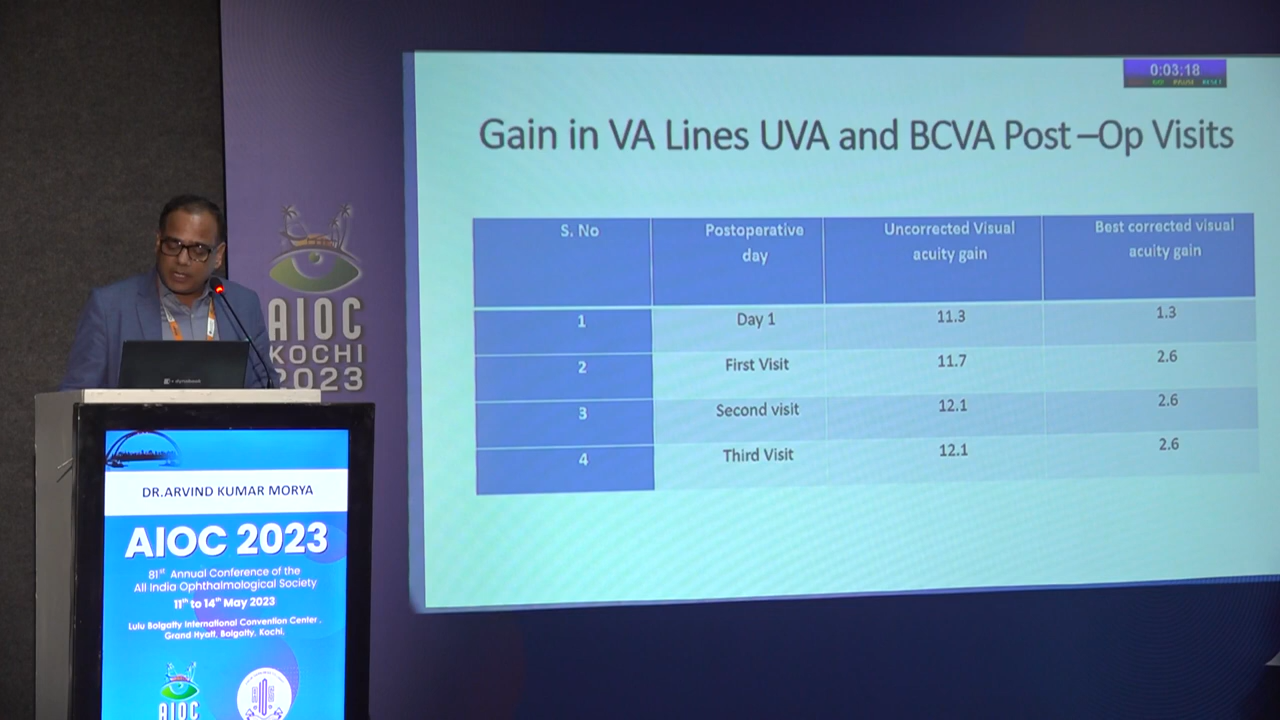 0:03:18
Gain in VA Lines UVA and BCVA Post –Op Visits
S. No
Postoperative
day
Uncorrected Visual
acuity gain
Best corrected visual
acuity gain
1
Day 1
11.3
1.3
2
First Visit
11.7
2.6
3
Second visit
12.1
2.6
4
Third Visit
12.1
2.6
AIOC
KOCHI
2023
DR.ARVIND KUMAR MORYA
AIOC 2023
81st Annual Conference of the
All India Ophthalmological Society
11th to 14th May 2023
Lulu Bolgatty International Convention Center ,
Grand Hyatt, Bolgatty, Kochi.
AIOC